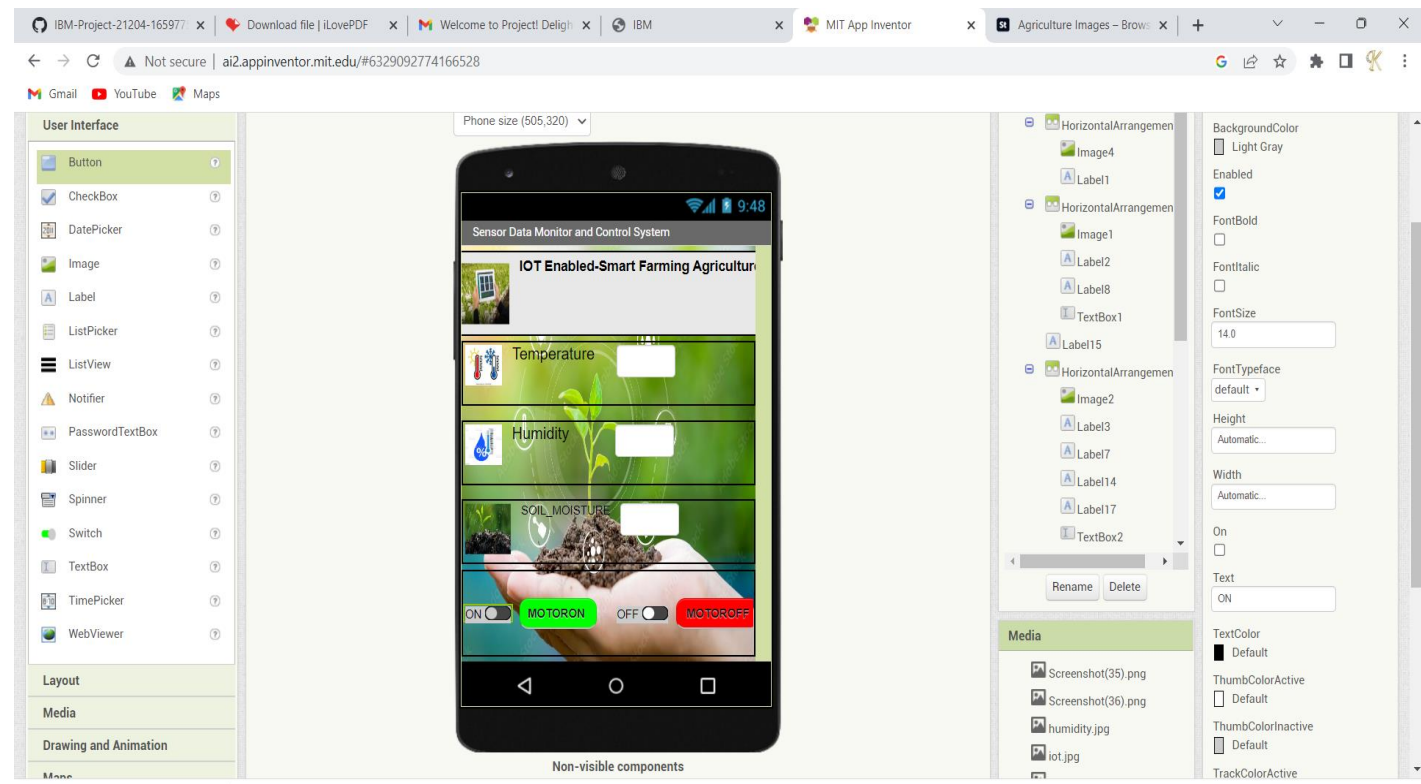 IBM-Project-21204-165977
Download file | iLovePDF
Welcome to Project! Deligh
IBM
MIT App Inventor
St
Agriculture Images – Brows
Not secure | ai2.appinventor.mit.edu/#6329092774166528
Gmail
YouTube
Maps
User Interface
Button
CheckBox
DatePicker
Image
Label
ListPicker
ListView
Notifier
PasswordTextBox
Slider
Spinner
Switch
TextBox
TimePicker
WebViewer
Layout
Media
Drawing and Animation
Maps
Phone size (505,320)
9:48
Sensor Data Monitor and Control System
IOT Enabled-Smart Farming Agriculture
Temperature
Humidity
SOIL_MOISTURE
ON
MOTORON
OFF
MOTOROFF
Non-visible components
HorizontalArrangemen
Image4
Label1
HorizontalArrangemen
Image1
Label2
Label8
TextBox1
Label15
HorizontalArrangemen
Image2
Label3
Label7
Label14
Label17
TextBox2
Rename
Delete
Media
Screenshot(35).png
Screenshot(36).png
humidity.jpg
iot.jpg
BackgroundColor
Light Gray
Enabled
FontBold
FontItalic
FontSize
14.0
FontTypeface
default
Height
Automatic...
Width
Automatic...
On
Text
ON
TextColor
Default
ThumbColorActive
Default
ThumbColorInactive
Default
TrackColorActive